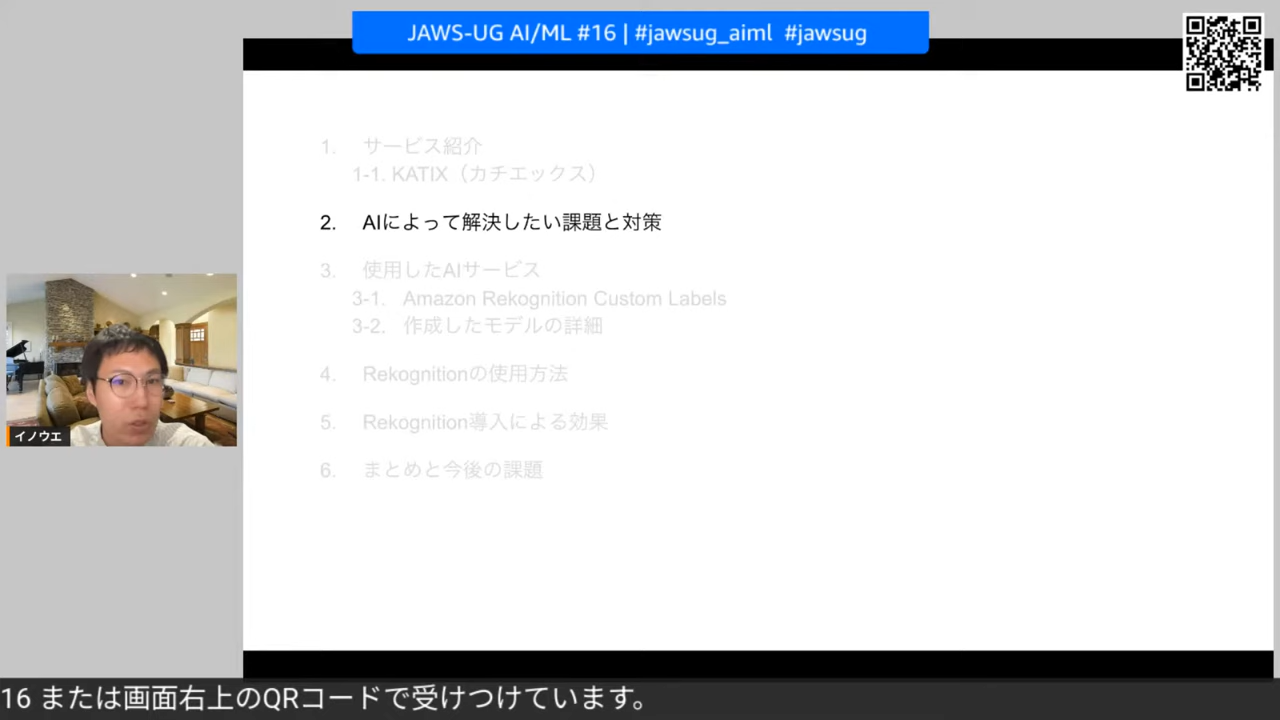 JAWS-UG AI/ML #16 | #jawsug_aiml #jawsug
1. サービス紹介
1-1. KATIX（カチエックス）
2. AIによって解決したい課題と対策
3. 使用したAIサービス
3-1. Amazon Rekognition Custom Labels
3-2. 作成したモデルの詳細
4. Rekognitionの使用方法
5. Rekognition導入による効果
6. まとめと今後の課題
イノウエ
16 または画面右上のQRコードで受けつけています。